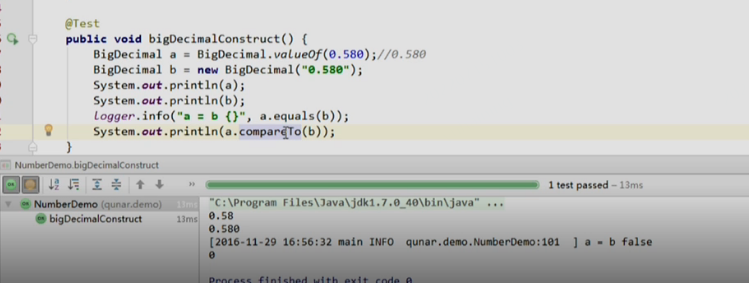 @Test
public void bigDecimalConstruct() {
BigDecimal a = BigDecimal.valueOf(0.580);//0.580
BigDecimal b = new BigDecimal("0.580");
System.out.println(a);
System.out.println(b);
logger.info("a = b {}", a.equals(b));
System.out.println(a.compareTo(b));
}
NumberDemo.bigDecimalConstruct
1 test passed – 13ms
NumberDemo (qunar.demo) 13ms
bigDecimalConstruct 13ms
"C:\Program Files\Java\jdk1.7.0_40\bin\java" ...
0.58
0.580
[2016-11-29 16:56:32 main INFO qunar.demo.NumberDemo:101 ] a = b false
0
Process finished with exit code 0